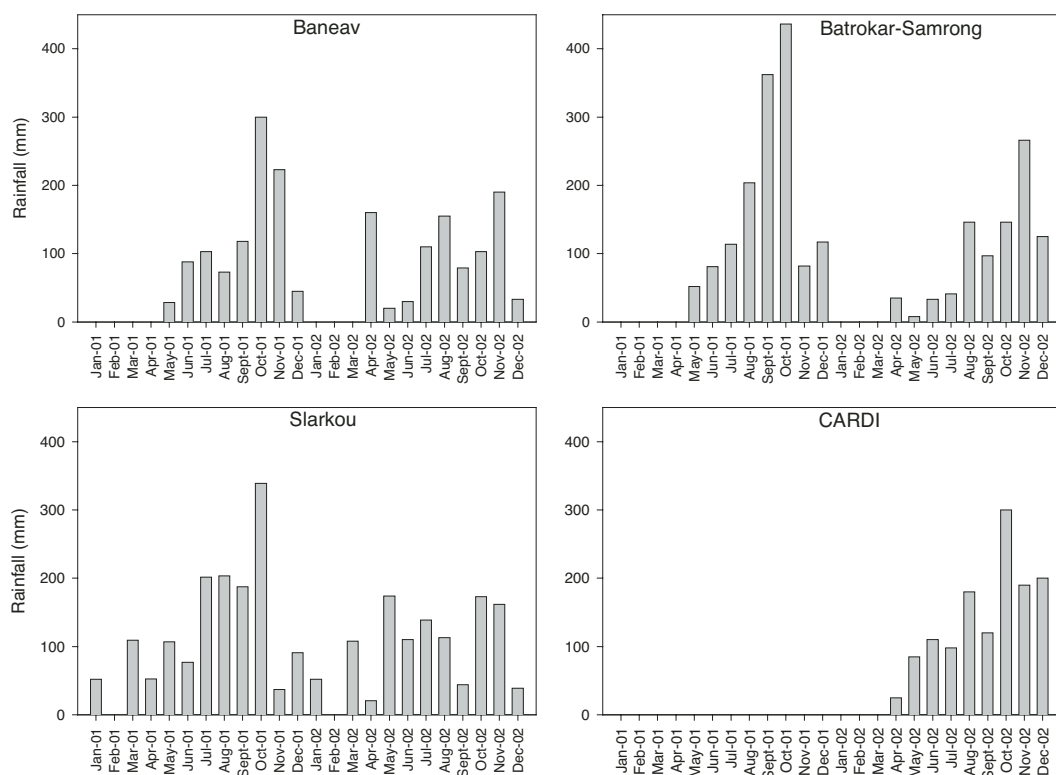 Baneav
Rainfall (mm)
400
300
200
100
0
Jan-01
Feb-01
Mar-01
Apr-01
May-01
Jun-01
Jul-01
Aug-01
Sept-01
Oct-01
Nov-01
Dec-01
Jan-02
Feb-02
Mar-02
Apr-02
May-02
Jun-02
Jul-02
Aug-02
Sept-02
Oct-02
Nov-02
Dec-02
Batrokar-Samrong
400
300
200
100
0
Jan-01
Feb-01
Mar-01
Apr-01
May-01
Jun-01
Jul-01
Aug-01
Sept-01
Oct-01
Nov-01
Dec-01
Jan-02
Feb-02
Mar-02
Apr-02
May-02
Jun-02
Jul-02
Aug-02
Sept-02
Oct-02
Nov-02
Dec-02
Slarkou
Rainfall (mm)
400
300
200
100
0
Jan-01
Feb-01
Mar-01
Apr-01
May-01
Jun-01
Jul-01
Aug-01
Sept-01
Oct-01
Nov-01
Dec-01
Jan-02
Feb-02
Mar-02
Apr-02
May-02
Jun-02
Jul-02
Aug-02
Sept-02
Oct-02
Nov-02
Dec-02
CARDI
400
300
200
100
0
Jan-01
Feb-01
Mar-01
Apr-01
May-01
Jun-01
Jul-01
Aug-01
Sept-01
Oct-01
Nov-01
Dec-01
Jan-02
Feb-02
Mar-02
Apr-02
May-02
Jun-02
Jul-02
Aug-02
Sept-02
Oct-02
Nov-02
Dec-02